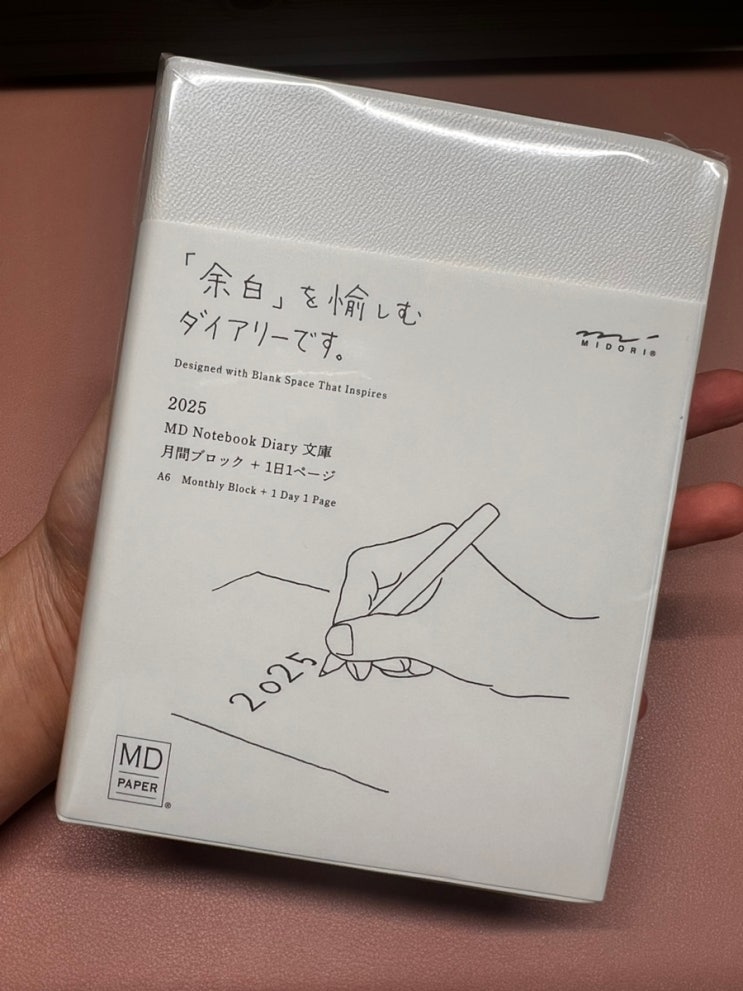 「余白」を愉しむ
ダイアリーです。
Designed with Blank Space That Inspires
MIDORI®
2025
MD Notebook Diary 文庫
月間ブロック + 1日1ページ
A6 Monthly Block + 1 Day 1 Page
2025
MD
PAPER®